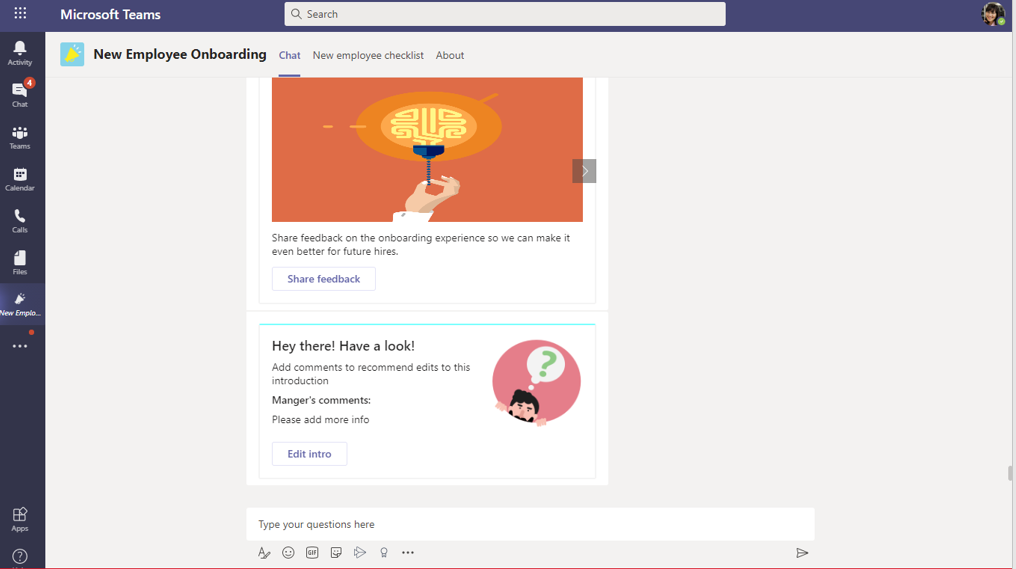 Microsoft Teams
Search
Activity
4
Chat
Teams
Calendar
Calls
Files
New Emplo...
Apps
New Employee Onboarding
Chat
New employee checklist
About
Share feedback on the onboarding experience so we can make it
even better for future hires.
Share feedback
Hey there! Have a look!
Add comments to recommend edits to this
introduction
Manger's comments:
Please add more info
Edit intro
?
Type your questions here
GIF